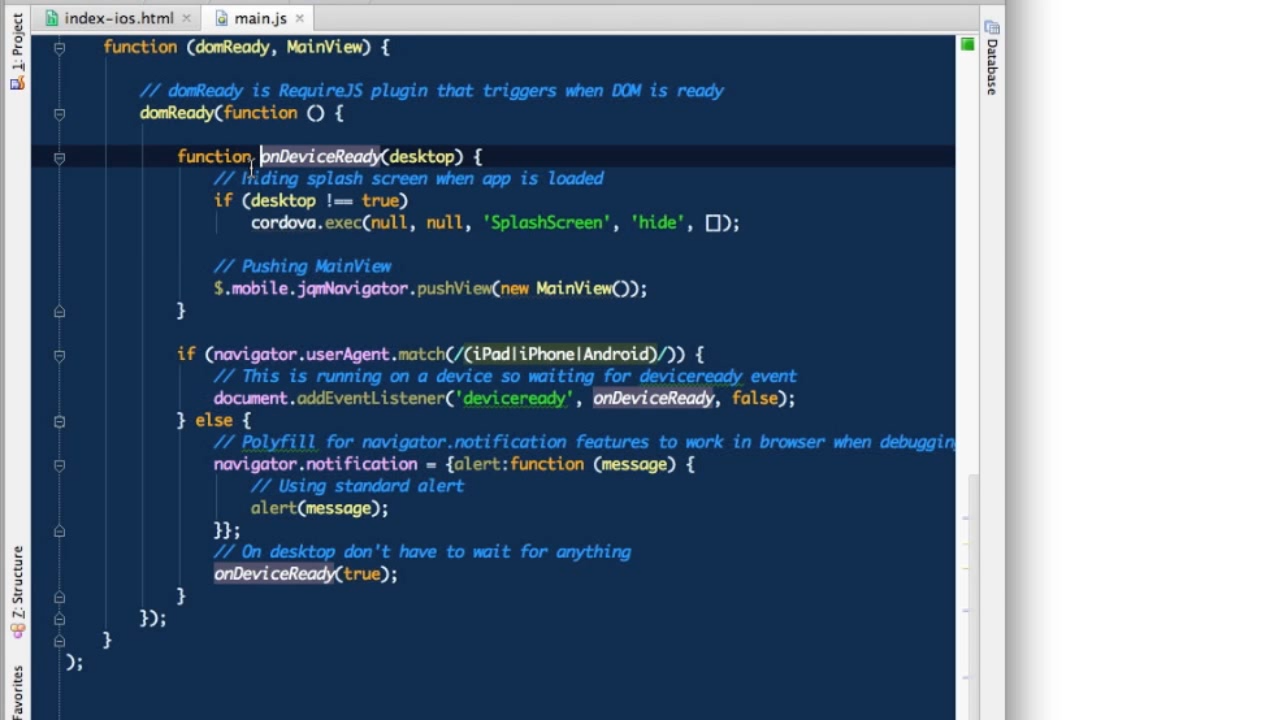 index-ios.html
main.js
1: Project
Database
function (domReady, MainView) {
// domReady is RequireJS plugin that triggers when DOM is ready
domReady(function () {
function onDeviceReady(desktop) {
// Hiding splash screen when app is loaded
if (desktop !== true)
cordova.exec(null, null, 'SplashScreen', 'hide', []);
// Pushing MainView
$.mobile.jqmNavigator.pushView(new MainView());
}
if (navigator.userAgent.match(/(iPad|iPhone|Android)/)) {
// This is running on a device so waiting for deviceready event
document.addEventListener('deviceready', onDeviceReady, false);
} else {
// Polyfill for navigator.notification features to work in browser when debugging
navigator.notification = {alert:function (message) {
// Using standard alert
alert(message);
}};
// On desktop don't have to wait for anything
onDeviceReady(true);
}
});
}
);
Z: Structure
Favorites